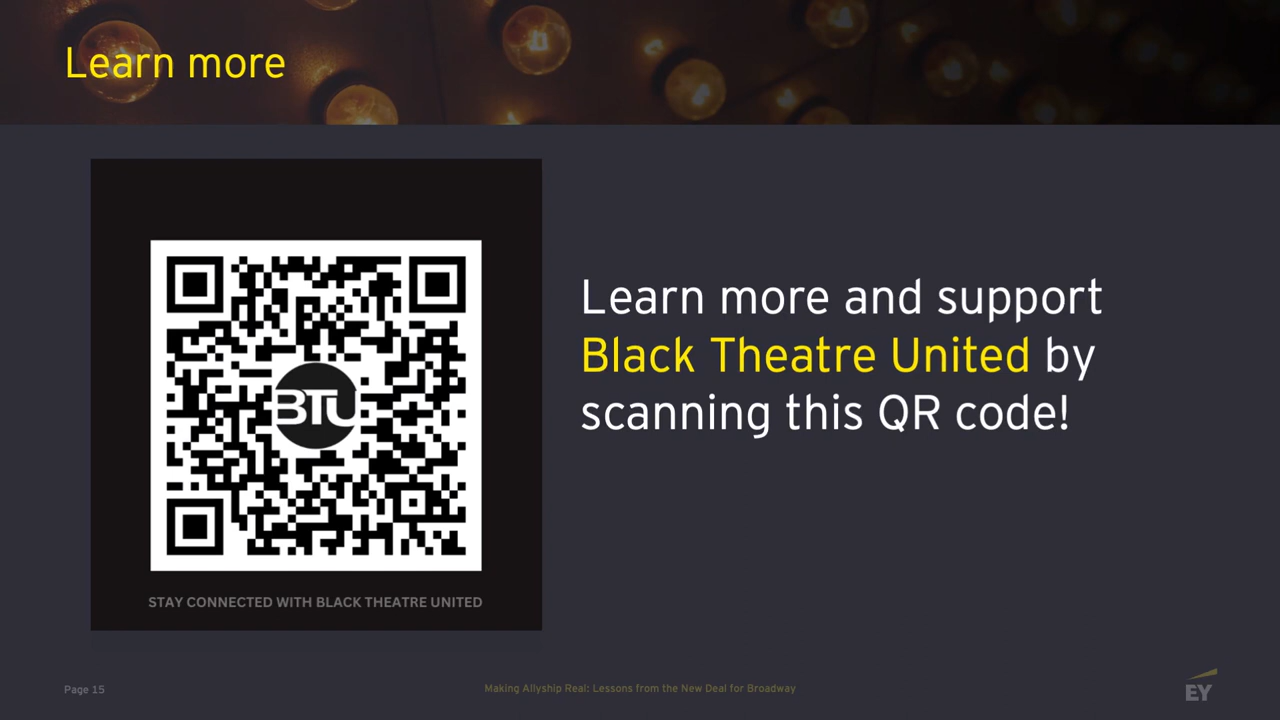 Learn more
BTU
STAY CONNECTED WITH BLACK THEATRE UNITED
Learn more and support
Black Theatre United by
scanning this QR code!
Page 15
Making Allyship Real: Lessons from the New Deal for Broadway
EY